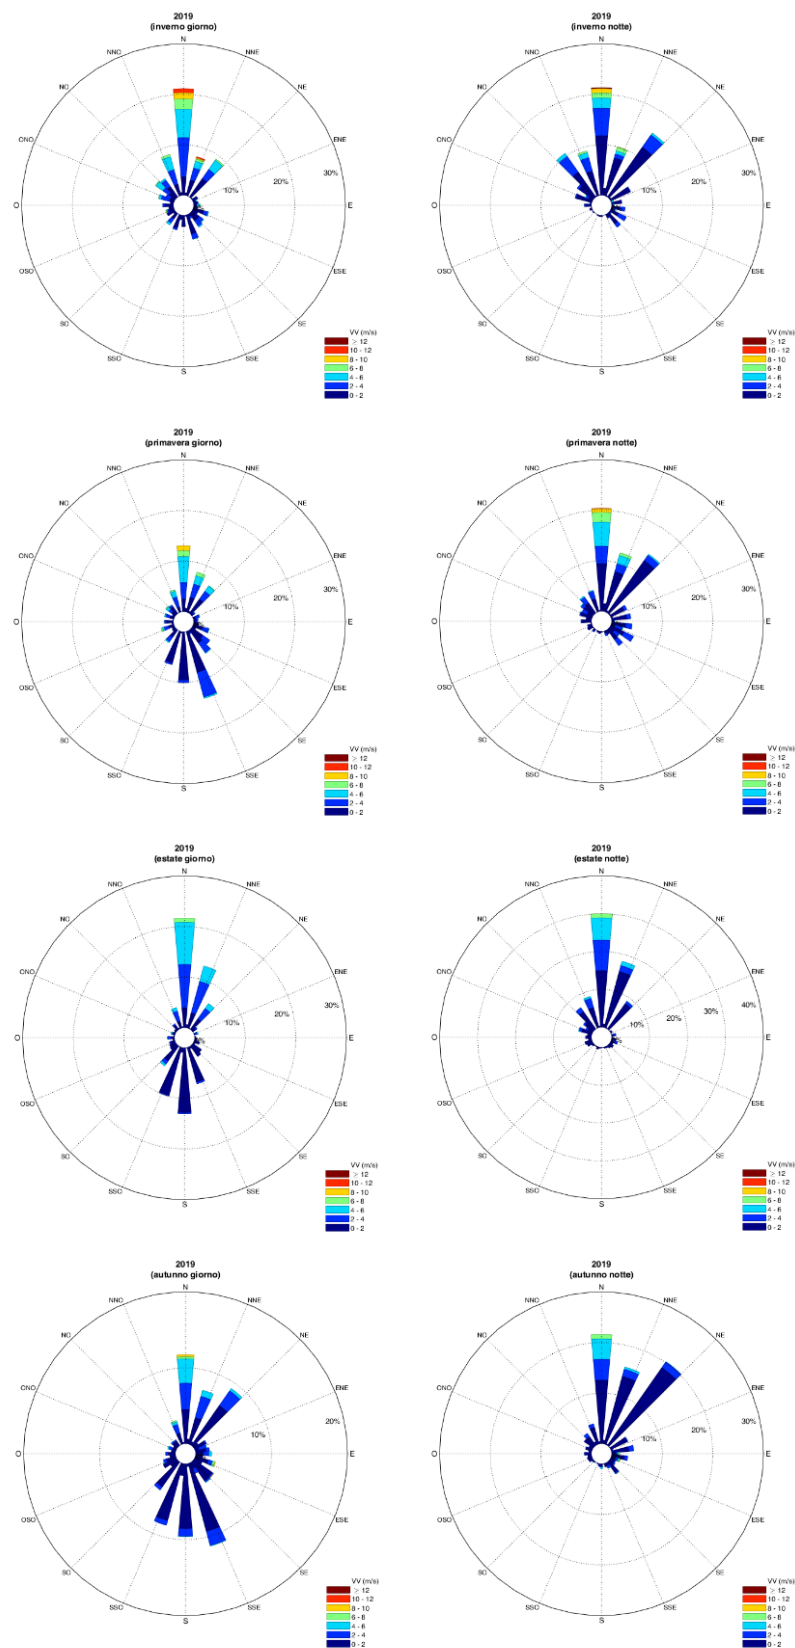 2019
(inverno giorno)
N
NNO NNE
NO NE
ONO ENE
30%
20%
10%
O E
OSO ESE
SO SE
SSO SSE
S
VV (m/s)
> 12
10 - 12
8 - 10
6 - 8
4 - 6
2 - 4
0 - 2
2019
(inverno notte)
N
NNO NNE
NO NE
ONO ENE
30%
20%
10%
O E
OSO ESE
SO SE
SSO SSE
S
VV (m/s)
> 12
10 - 12
8 - 10
6 - 8
4 - 6
2 - 4
0 - 2
2019
(primavera giorno)
N
NNO NNE
NO NE
ONO ENE
30%
20%
10%
O E
OSO ESE
SO SE
SSO SSE
S
VV (m/s)
> 12
10 - 12
8 - 10
6 - 8
4 - 6
2 - 4
0 - 2
2019
(primavera notte)
N
NNO NNE
NO NE
ONO ENE
30%
20%
10%
O E
OSO ESE
SO SE
SSO SSE
S
VV (m/s)
> 12
10 - 12
8 - 10
6 - 8
4 - 6
2 - 4
0 - 2
2019
(estate giorno)
N
NNO NNE
NO NE
ONO ENE
30%
20%
10%
O E
OSO ESE
SO SE
SSO SSE
S
VV (m/s)
> 12
10 - 12
8 - 10
6 - 8
4 - 6
2 - 4
0 - 2
2019
(estate notte)
N
NNO NNE
NO NE
ONO ENE
40%
30%
20%
10%
O E
OSO ESE
SO SE
SSO SSE
S
VV (m/s)
> 12
10 - 12
8 - 10
6 - 8
4 - 6
2 - 4
0 - 2
2019
(autunno giorno)
N
NNO NNE
NO NE
ONO ENE
20%
10%
O E
OSO ESE
SO SE
SSO SSE
S
VV (m/s)
> 12
10 - 12
8 - 10
6 - 8
4 - 6
2 - 4
0 - 2
2019
(autunno notte)
N
NNO NNE
NO NE
ONO ENE
30%
20%
10%
O E
OSO ESE
SO SE
SSO SSE
S
VV (m/s)
> 12
10 - 12
8 - 10
6 - 8
4 - 6
2 - 4
0 - 2